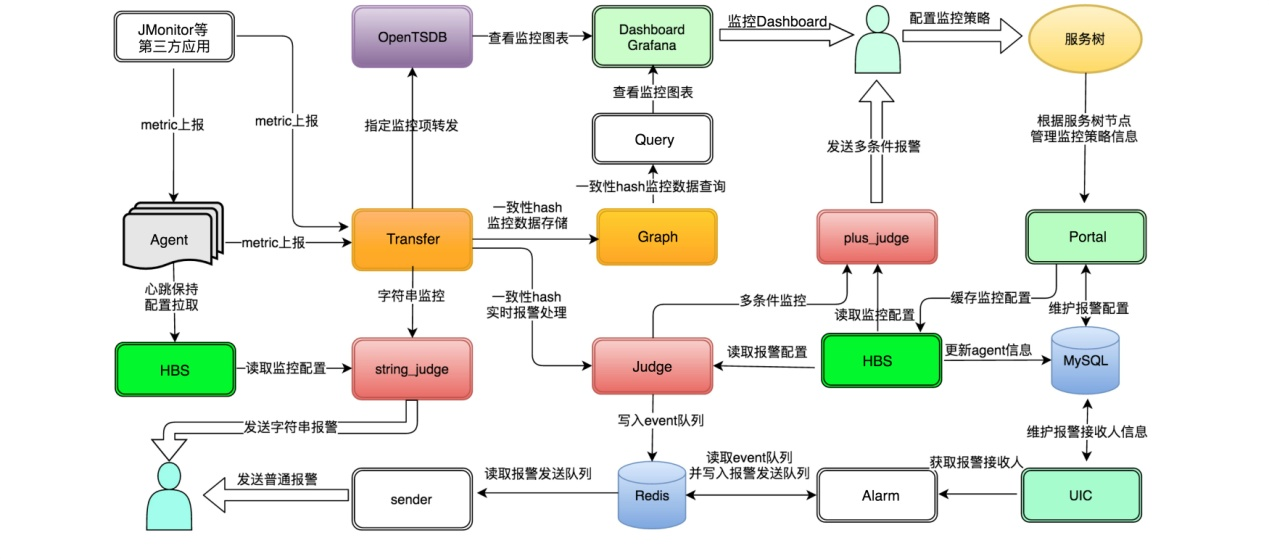 JMonitor等
第三方应用
OpenTSDB
查看监控图表
Dashboard
Grafana
监控Dashboard
配置监控策略
服务树
metric上报
metric上报
指定监控项转发
查看监控图表
Query
发送多条件报警
根据服务树节点
管理监控策略信息
一致性hash监控数据查询
Agent
metric上报
Transfer
一致性hash
监控数据存储
Graph
plus_judge
Portal
心跳保持
配置拉取
字符串监控
一致性hash
实时报警处理
多条件监控
读取监控配置
缓存监控配置
维护报警配置
HBS
读取监控配置
string_judge
Judge
读取报警配置
HBS
更新agent信息
MySQL
发送字符串报警
写入event队列
维护报警接收人信息
发送普通报警
sender
读取报警发送队列
Redis
读取event队列
并写入报警发送队列
Alarm
获取报警接收人
UIC